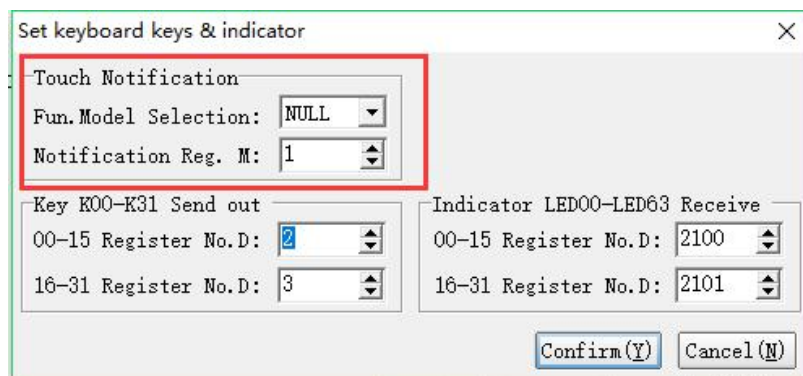 Set keyboard keys & indicator
Touch Notification
Fun.Model Selection: NULL
Notification Reg. M: 1
Key K00-K31 Send out
00-15 Register No.D: 2
16-31 Register No.D: 3
Indicator LED00-LED63 Receive
00-15 Register No.D: 2100
16-31 Register No.D: 2101
Confirm(Y) Cancel(N)